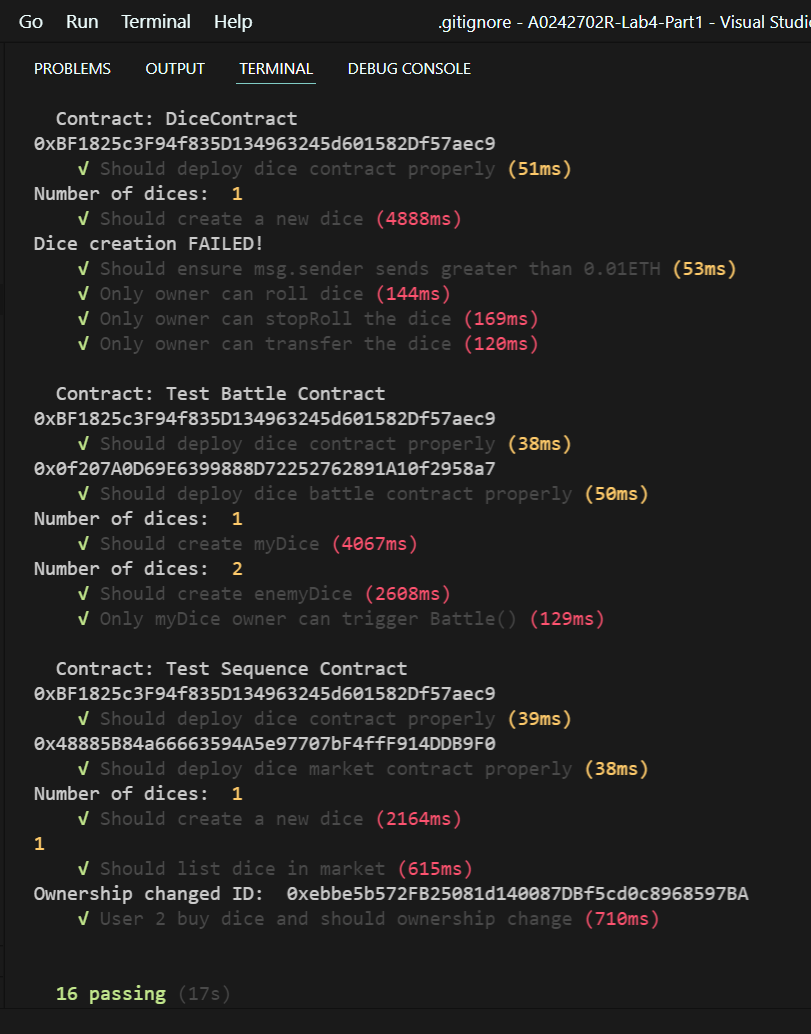 Go Run Terminal Help .gitignore - A0242702R-Lab4-Part1 - Visual Studi
PROBLEMS OUTPUT TERMINAL DEBUG CONSOLE
Contract: DiceContract
0xBF1825c3F94f835D134963245d601582Df57aec9
√ Should deploy dice contract properly (51ms)
Number of dices:  1
√ Should create a new dice (4888ms)
Dice creation FAILED!
√ Should ensure msg.sender sends greater than 0.01ETH (53ms)
√ Only owner can roll dice (144ms)
√ Only owner can stopRoll the dice (169ms)
√ Only owner can transfer the dice (120ms)
Contract: Test Battle Contract
0xBF1825c3F94f835D134963245d601582Df57aec9
√ Should deploy dice contract properly (38ms)
0x0f207A0D69E6399888D72252762891A10f2958a7
√ Should deploy dice battle contract properly (50ms)
Number of dices:  1
√ Should create myDice (4067ms)
Number of dices:  2
√ Should create enemyDice (2608ms)
√ Only myDice owner can trigger Battle() (129ms)
Contract: Test Sequence Contract
0xBF1825c3F94f835D134963245d601582Df57aec9
√ Should deploy dice contract properly (39ms)
0x48885B84a66663594A5e97707bF4ffF914DDB9F0
√ Should deploy dice market contract properly (38ms)
Number of dices:  1
√ Should create a new dice (2164ms)
1
√ Should list dice in market (615ms)
Ownership changed ID:  0xebbe5b572FB25081d140087DBf5cd0c8968597BA
√ User 2 buy dice and should ownership change (710ms)
16 passing (17s)